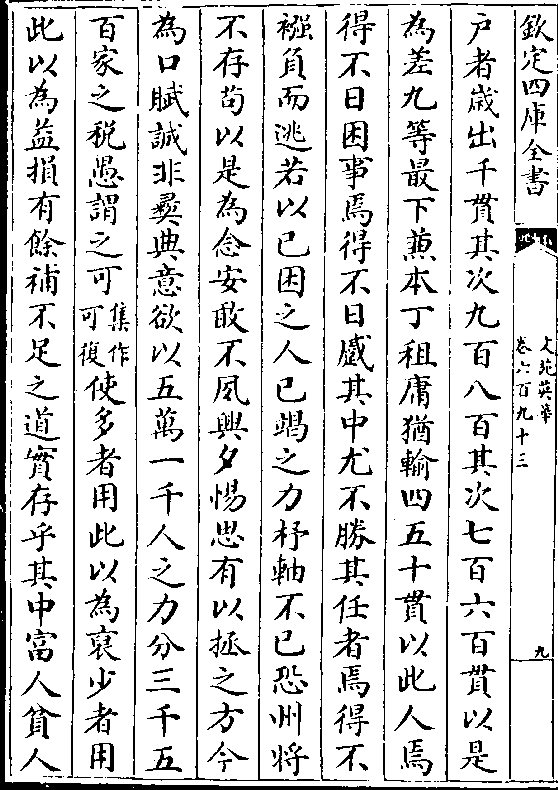 欽定四庫全書
文苑英華
卷六百九十三
九
户者歳出千貫其次九百八百其次七百六百貫以是
為差九等最下兼本丁租庸猶輸四五十貫以此人焉
得不日困事焉得不日蹙其中尤不勝其任者焉得不
襁負而逃若以已困之人已竭之力杼軸不已恐州將
不存茍以是為念安敢不夙興夕惕思有以拯之方今
為口賦誠非彛典意欲以五萬一千人之力分三千五
百家之税愚謂之可集作可復使多者用此以為裒少者用
此以為益損有餘補不足之道實存乎其中富人貧人